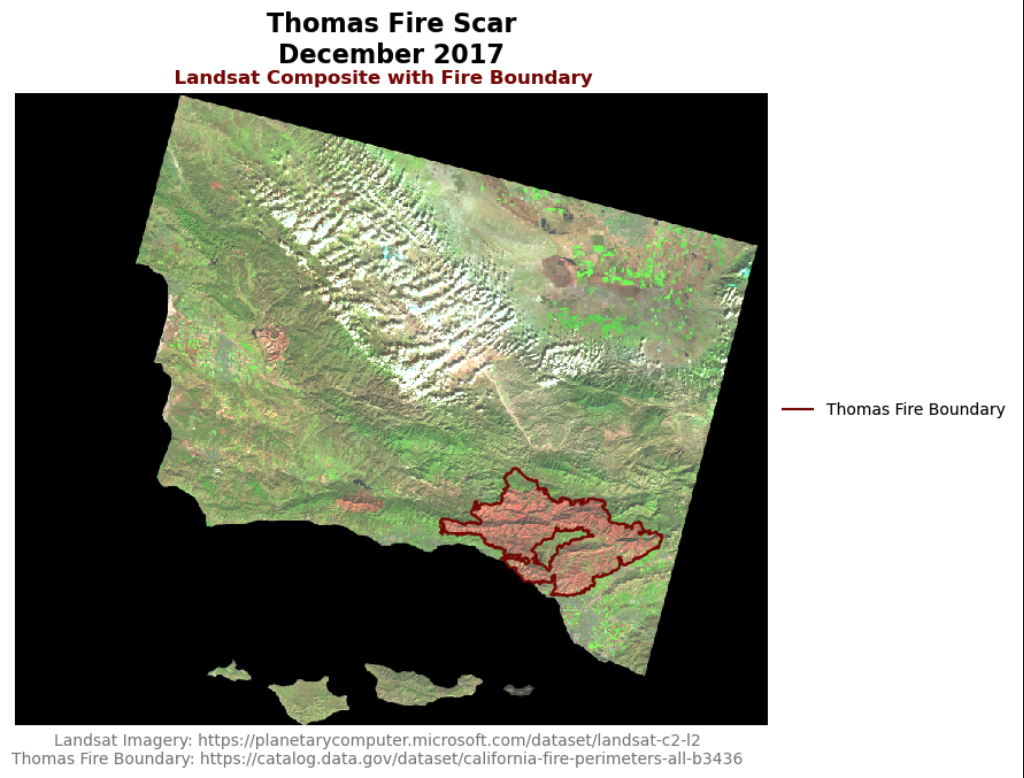 Thomas Fire Scar
December 2017
Landsat Composite with Fire Boundary
Thomas Fire Boundary
Landsat Imagery: https://planetarycomputer.microsoft.com/dataset/landsat-c2-l2
Thomas Fire Boundary: https://catalog.data.gov/dataset/california-fire-perimeters-all-b3436